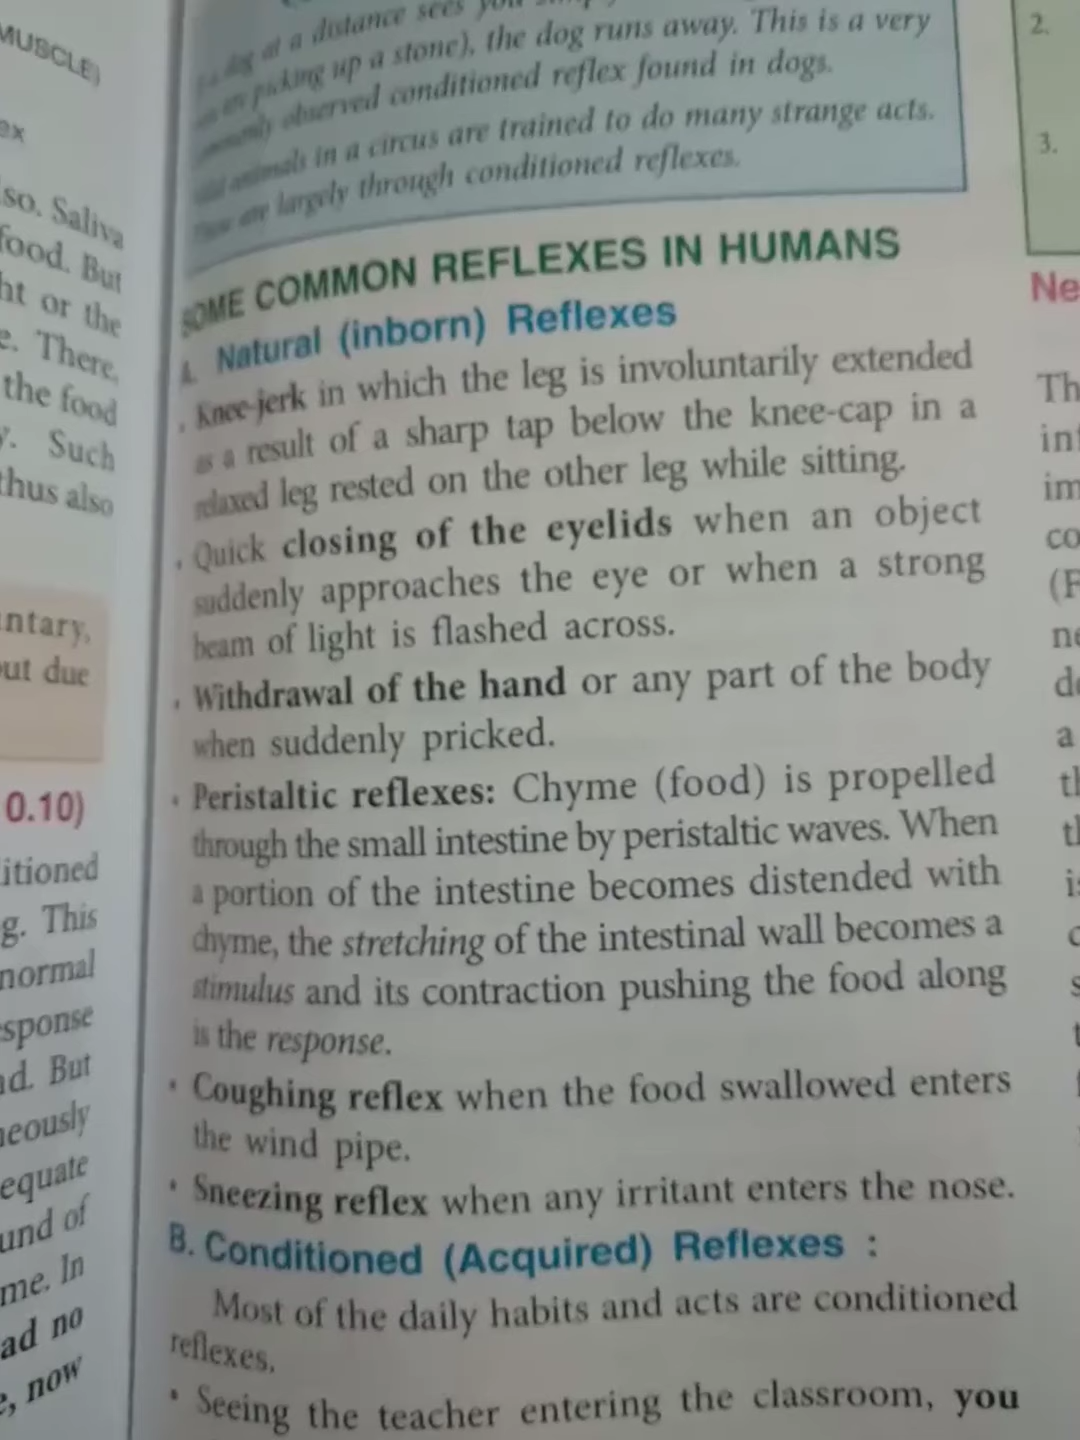 MUSCLE)
ex
so. Saliva
food. But
ht or the
e. There,
the food
y. Such
thus also
ntary,
out due
0.10)
itioned
g. This
normal
sponse
d. But
neously
equate
und of
me. In
ad no
e, now
at a distance sees you
picking up a stone), the dog runs away. This is a very
observed conditioned reflex found in dogs.
animals in a circus are trained to do many strange acts.
are largely through conditioned reflexes.
SOME COMMON REFLEXES IN HUMANS
A. Natural (inborn) Reflexes
• Knee-jerk in which the leg is involuntarily extended
as a result of a sharp tap below the knee-cap in a
relaxed leg rested on the other leg while sitting.
• Quick closing of the eyelids when an object
suddenly approaches the eye or when a strong
beam of light is flashed across.
• Withdrawal of the hand or any part of the body
when suddenly pricked.
• Peristaltic reflexes: Chyme (food) is propelled
through the small intestine by peristaltic waves. When
a portion of the intestine becomes distended with
chyme, the stretching of the intestinal wall becomes a
stimulus and its contraction pushing the food along
is the response.
• Coughing reflex when the food swallowed enters
the wind pipe.
• Sneezing reflex when any irritant enters the nose.
B. Conditioned (Acquired) Reflexes :
Most of the daily habits and acts are conditioned
reflexes.
• Seeing the teacher entering the classroom, you
2.
3.
Ne
Th
inf
im
co
(F
ne
de
a
th
th
is